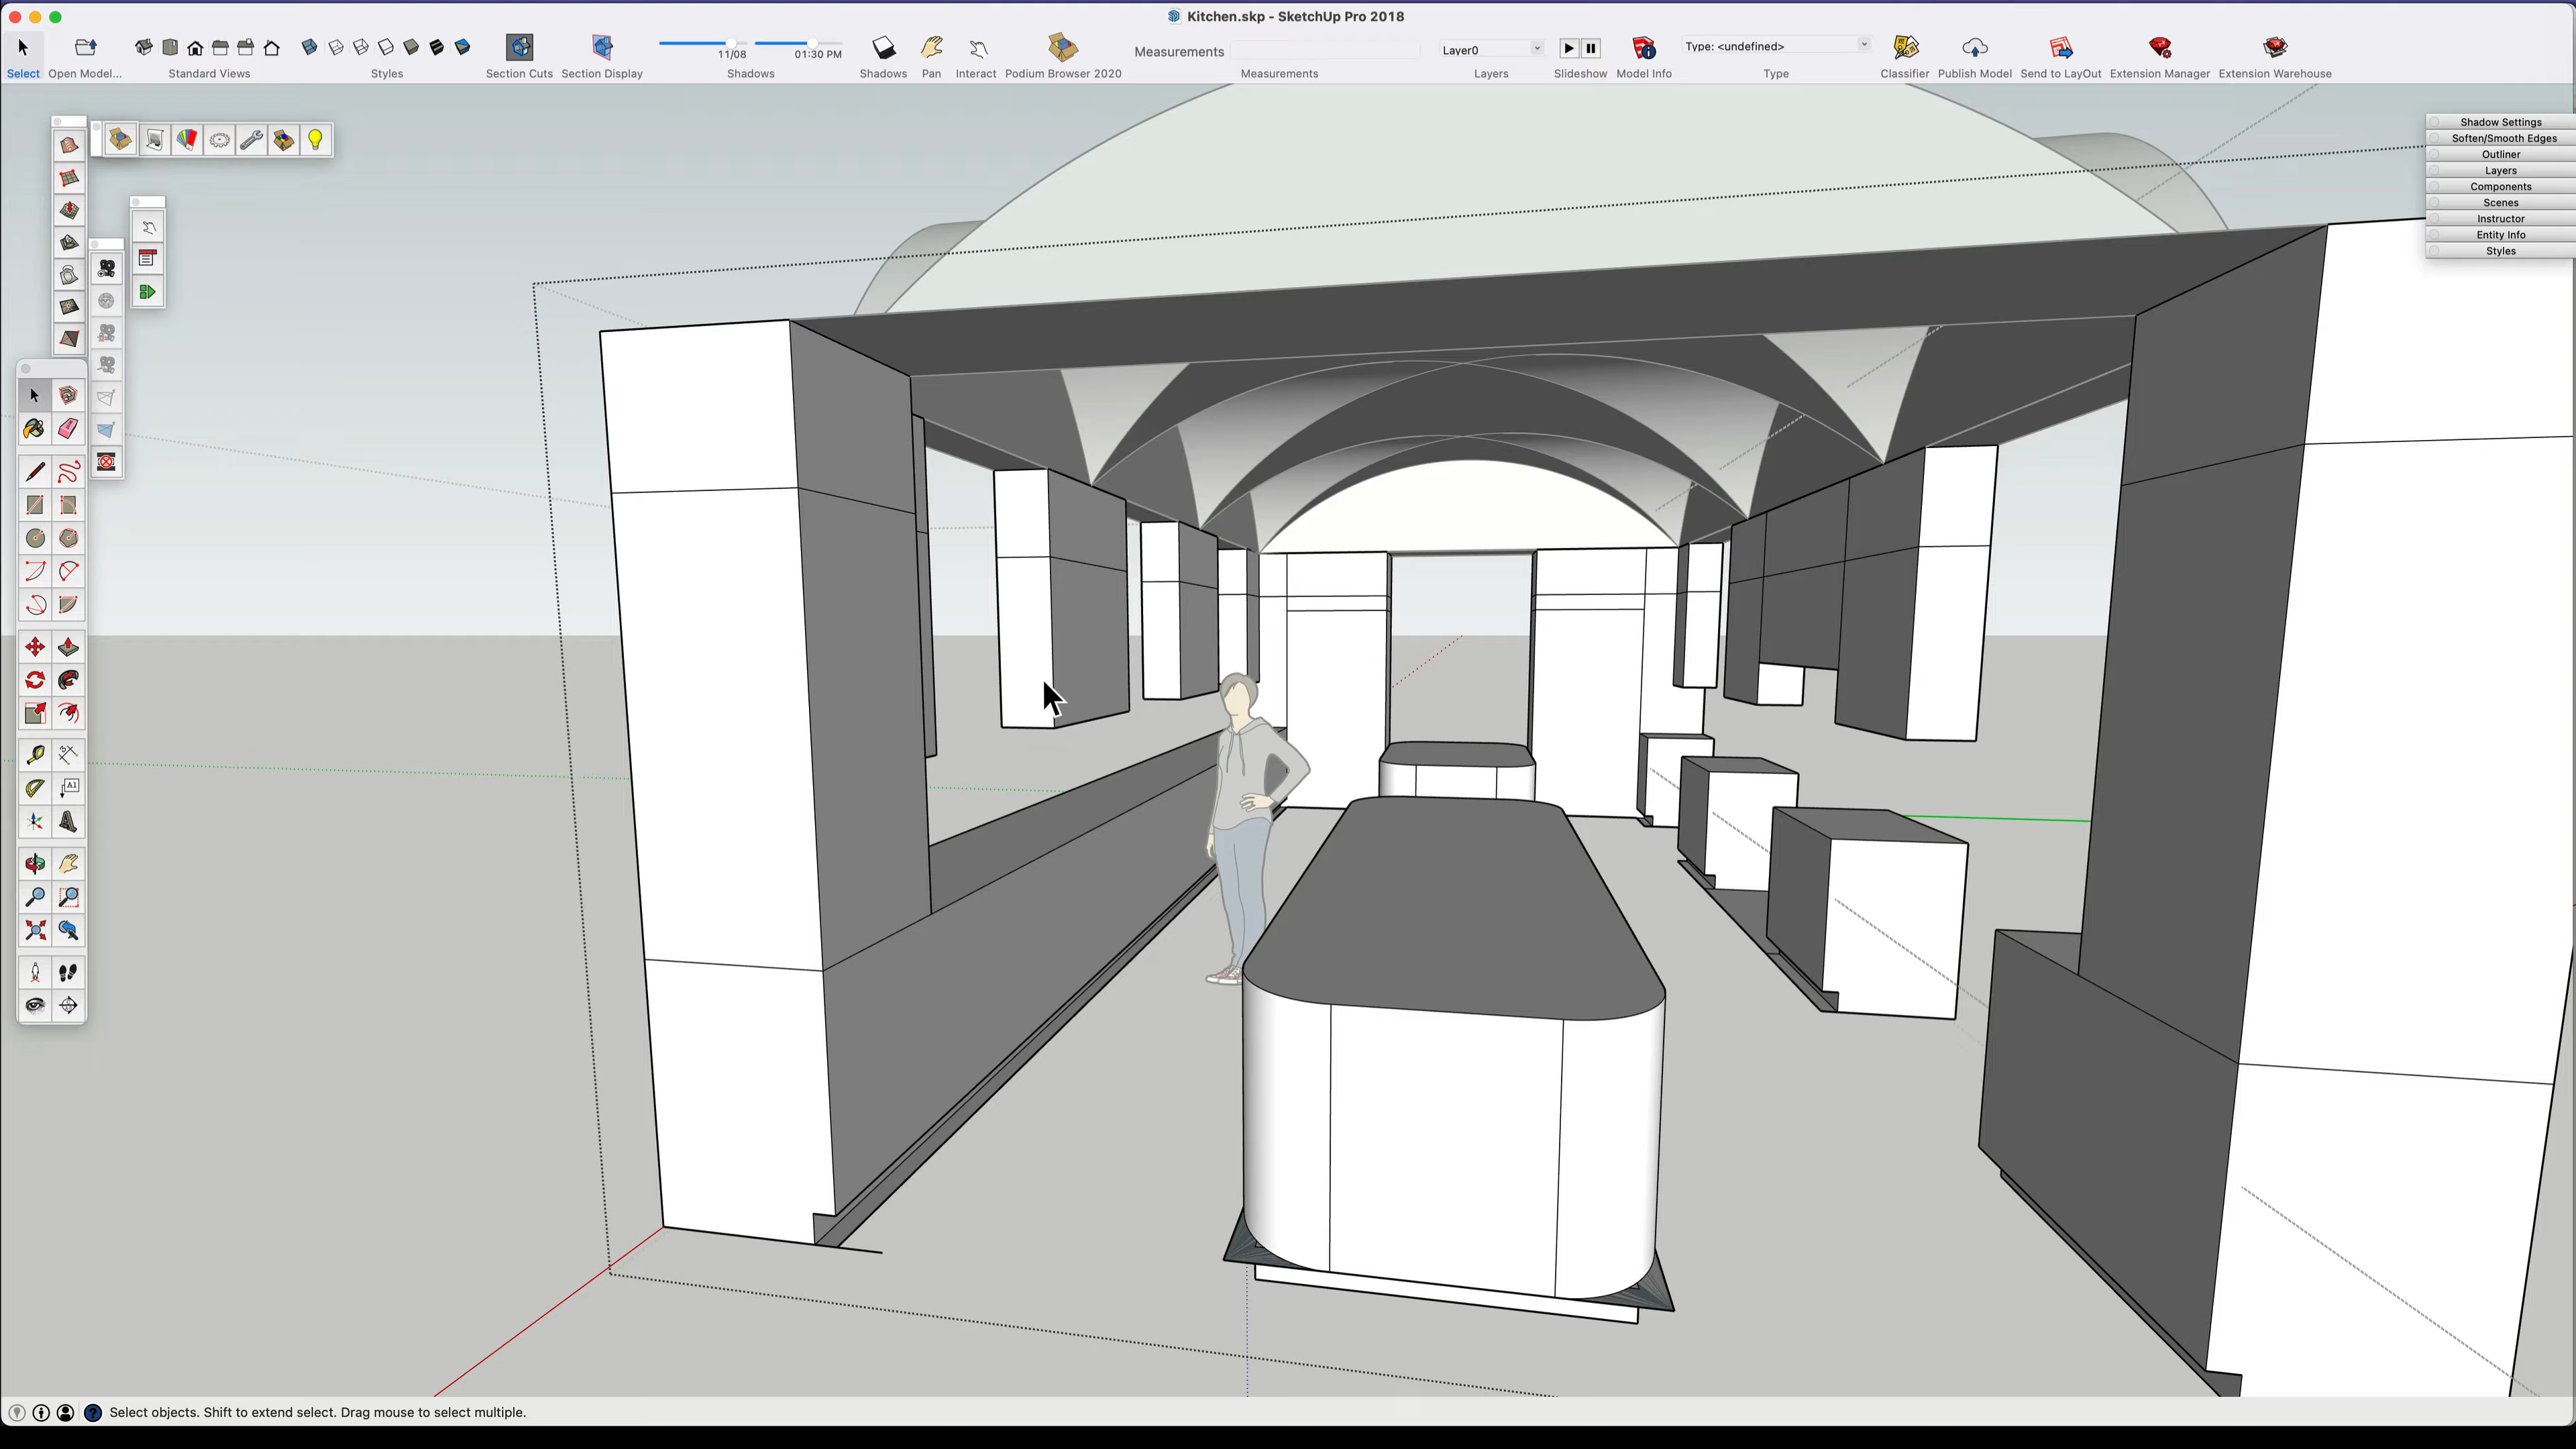 Kitchen.skp - SketchUp Pro 2018
Measurements
Layer0
Type: <undefined>
11/08
01:30 PM
Select
Open Model...
Standard Views
Styles
Section Cuts
Section Display
Shadows
Shadows
Pan
Interact
Podium Browser 2020
Measurements
Layers
Slideshow
Model Info
Type
Classifier
Publish Model
Send to LayOut
Extension Manager
Extension Warehouse
Shadow Settings
Soften/Smooth Edges
Outliner
Layers
Components
Scenes
Instructor
Entity Info
Styles
A1
Select objects. Shift to extend select. Drag mouse to select multiple.